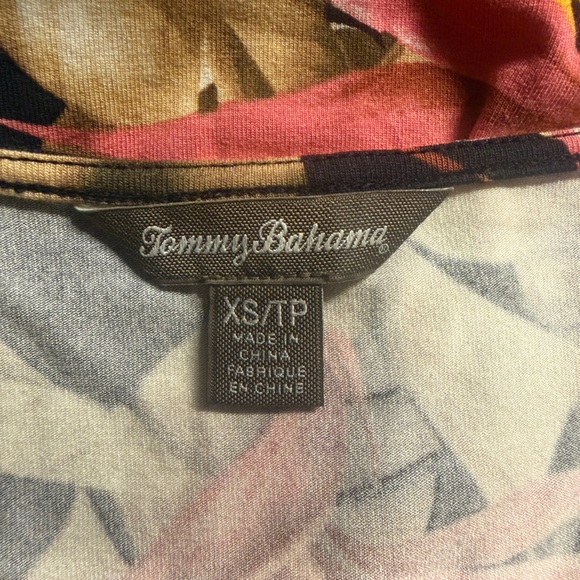 Tommy Bahama
XS/TP
MADE IN
CHINA
FABRIQUE
EN CHINE